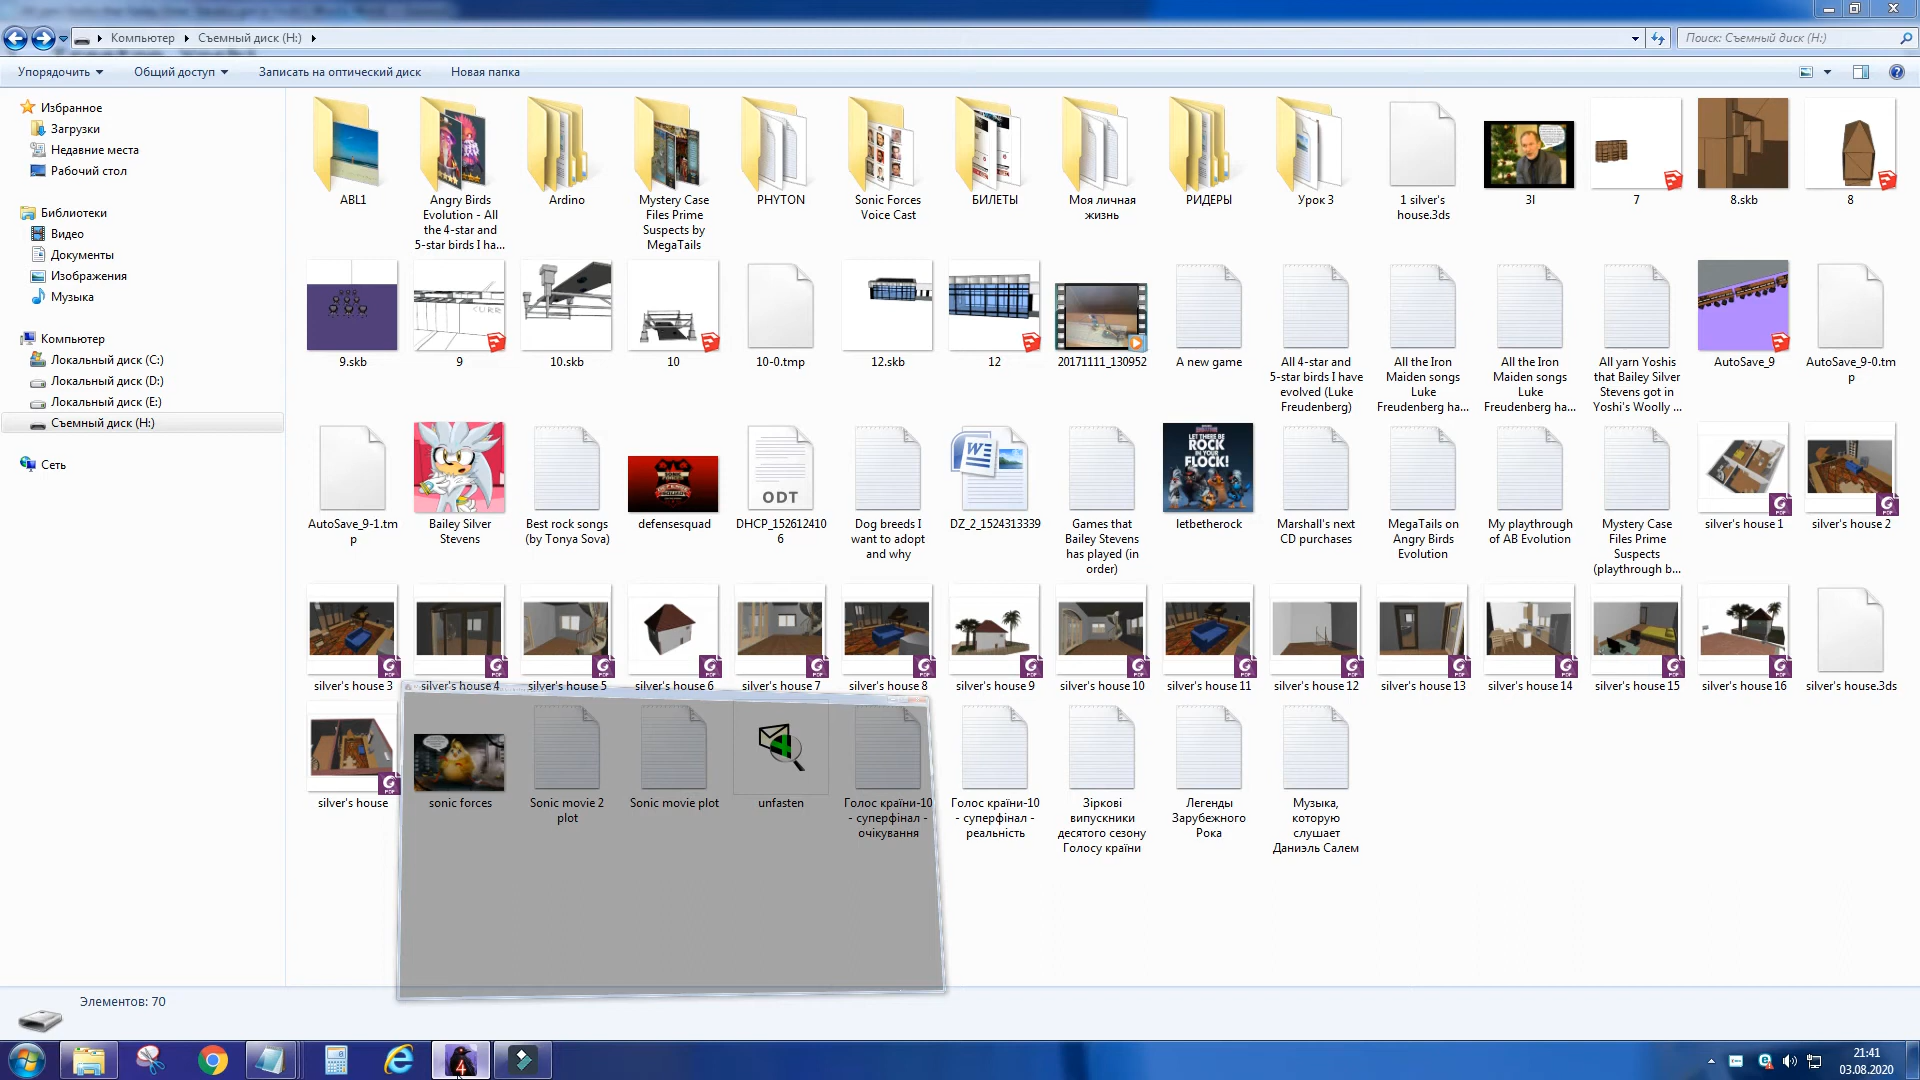 Компьютер
Съемный диск (H:)
Поиск: Съемный диск (H:)
Упорядочить
Общий доступ
Записать на оптический диск
Новая папка
Избранное
Загрузки
Недавние места
Рабочий стол
Библиотеки
Видео
Документы
Изображения
Музыка
Компьютер
Локальный диск (C:)
Локальный диск (D:)
Локальный диск (E:)
Съемный диск (H:)
Сеть
ABL1
Angry Birds
Evolution - All
the 4-star and
5-star birds I ha...
Ardino
Mystery Case
Files Prime
Suspects by
MegaTails
PHYTON
Sonic Forces
Voice Cast
БИЛЕТЫ
Моя личная
жизнь
РИДЕРЫ
Урок 3
1 silver's
house.3ds
3l
7
8.skb
8
9.skb
9
10.skb
10
10-0.tmp
12.skb
12
20171111_130952
A new game
All 4-star and
5-star birds I have
evolved (Luke
Freudenberg)
All the Iron
Maiden songs
Luke
Freudenberg ha...
All the Iron
Maiden songs
Luke
Freudenberg ha...
All yarn Yoshis
that Bailey Silver
Stevens got in
Yoshi's Woolly ...
AutoSave_9
AutoSave_9-0.tm
p
AutoSave_9-1.tm
p
Bailey Silver
Stevens
Best rock songs
(by Tonya Sova)
defensesquad
ODT
DHCP_152612410
6
Dog breeds I
want to adopt
and why
DZ_2_1524313339
Games that
Bailey Stevens
has played (in
order)
LET THERE BE
ROCK
IN YOUR
FLOCK!
letbetherock
Marshall's next
CD purchases
MegaTails on
Angry Birds
Evolution
My playthrough
of AB Evolution
Mystery Case
Files Prime
Suspects
(playthrough b...
silver's house 1
silver's house 2
silver's house 3
silver's house 4
silver's house 5
silver's house 6
silver's house 7
silver's house 8
silver's house 9
silver's house 10
silver's house 11
silver's house 12
silver's house 13
silver's house 14
silver's house 15
silver's house 16
silver's house.3ds
silver's house
sonic forces
Sonic movie 2
plot
Sonic movie plot
unfasten
Голос країни-10
- суперфінал -
очікування
Голос країни-10
- суперфінал -
реальність
Зіркові
випускники
десятого сезону
Голосу країни
Легенды
Зарубежного
Рока
Музыка,
которую
слушает
Даниэль Салем
Элементов: 70
4
21:41
03.08.2020